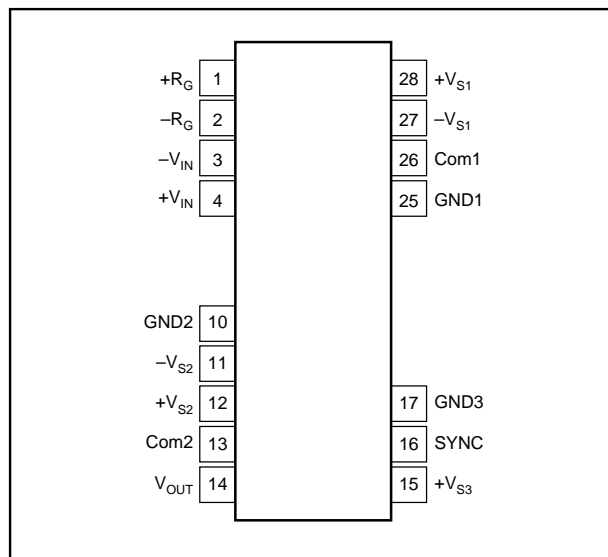 +R_G 1 28 +V_S1
–R_G 2 27 –V_S1
–V_IN 3 26 Com1
+V_IN 4 25 GND1
GND2 10
–V_S2 11
+V_S2 12 17 GND3
Com2 13 16 SYNC
V_OUT 14 15 +V_S3